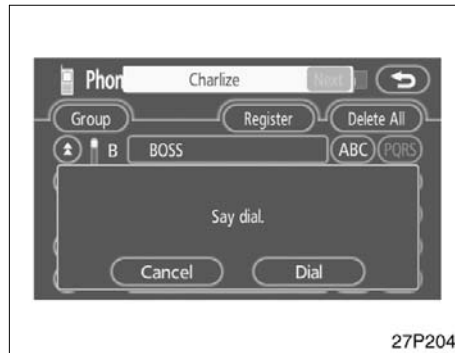 Phon Charlize Next
Group Register Delete All
B BOSS ABC PQRS
Say dial.
Cancel Dial
27P204